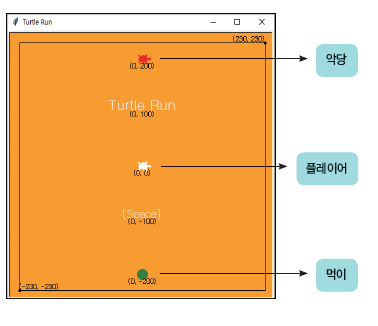 Turtle Run
(230, 230)
악당
(0, 200)
Turtle Run
(0, 100)
플레이어
(0, 0)
[Space]
(0, -100)
먹이
(0, -200)
(-230, -230)